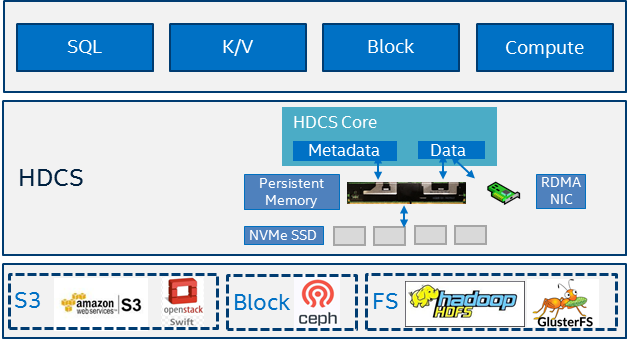 SQL
K/V
Block
Compute
HDCS Core
Metadata
Data
HDCS
Persistent
Memory
RDMA
NIC
NVMe SSD
S3
amazon
webservices™
S3
openstack
Swift
Block
ceph
FS
hadoop
HDFS
GlusterFS